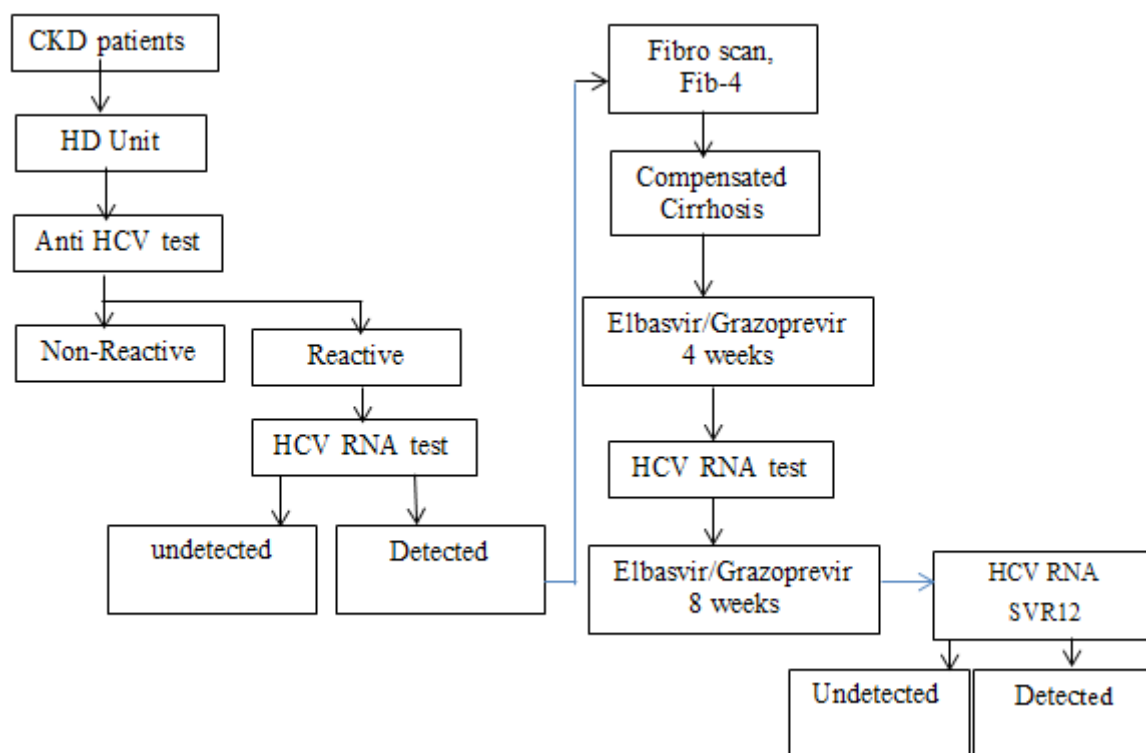 CKD patients
HD Unit
Anti HCV test
Non-Reactive
Reactive
HCV RNA test
undetected
Detected
Fibro scan,
Fib-4
Compensated
Cirrhosis
Elbasvir/Grazoprevir
4 weeks
HCV RNA test
Elbasvir/Grazoprevir
8 weeks
HCV RNA
SVR12
Undetected
Detected